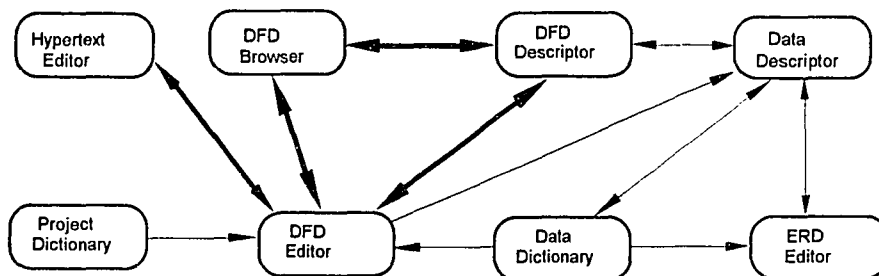 Hypertext
Editor
DFD
Browser
DFD
Descriptor
Data
Descriptor
Project
Dictionary
DFD
Editor
Data
Dictionary
ERD
Editor